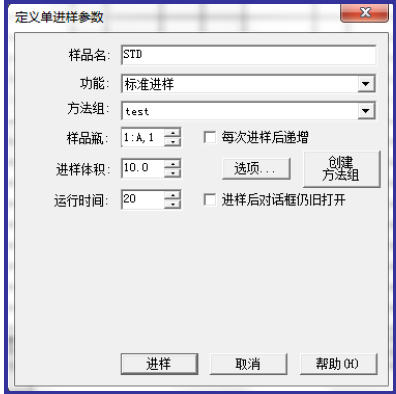 定义单进样参数
样品名: STD
功能: 标准进样
方法组: test
样品瓶: 1:A,1 每次进样后递增
进样体积: 10.0 选项... 创建
方法组
运行时间: 20 进样后对话框仍旧打开
进样 取消 帮助(H)